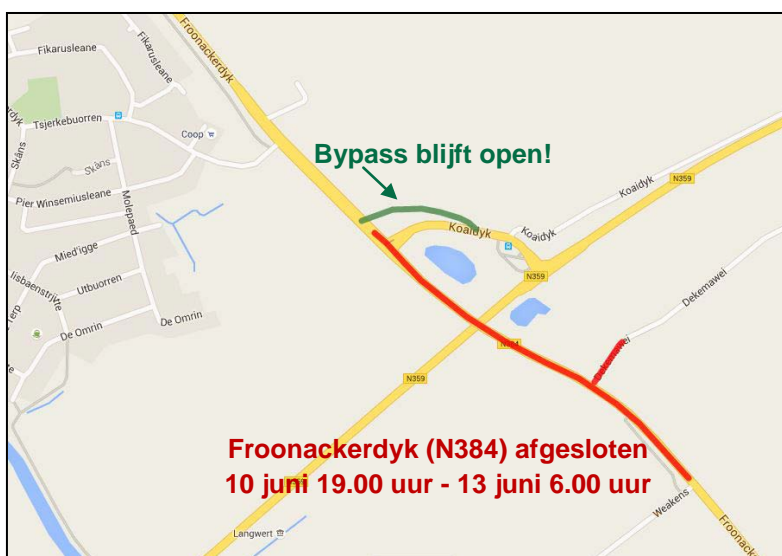 Fikarusleane
Fikarusleane
Froonackerdyk
Tsjerkebuorren
Coop
Skâns
Skâns
Pier Winsemiusleane
Molepaed
Mied'igge
Utbuorren
De Omrin
De Omrin
Bypass blijft open!
Koaidyk
Koaidyk
Koaidyk
N359
N359
Dekemawei
Dekemawei
N359
Froonackerdyk (N384) afgesloten
10 juni 19.00 uur - 13 juni 6.00 uur
Langwert
Weakens